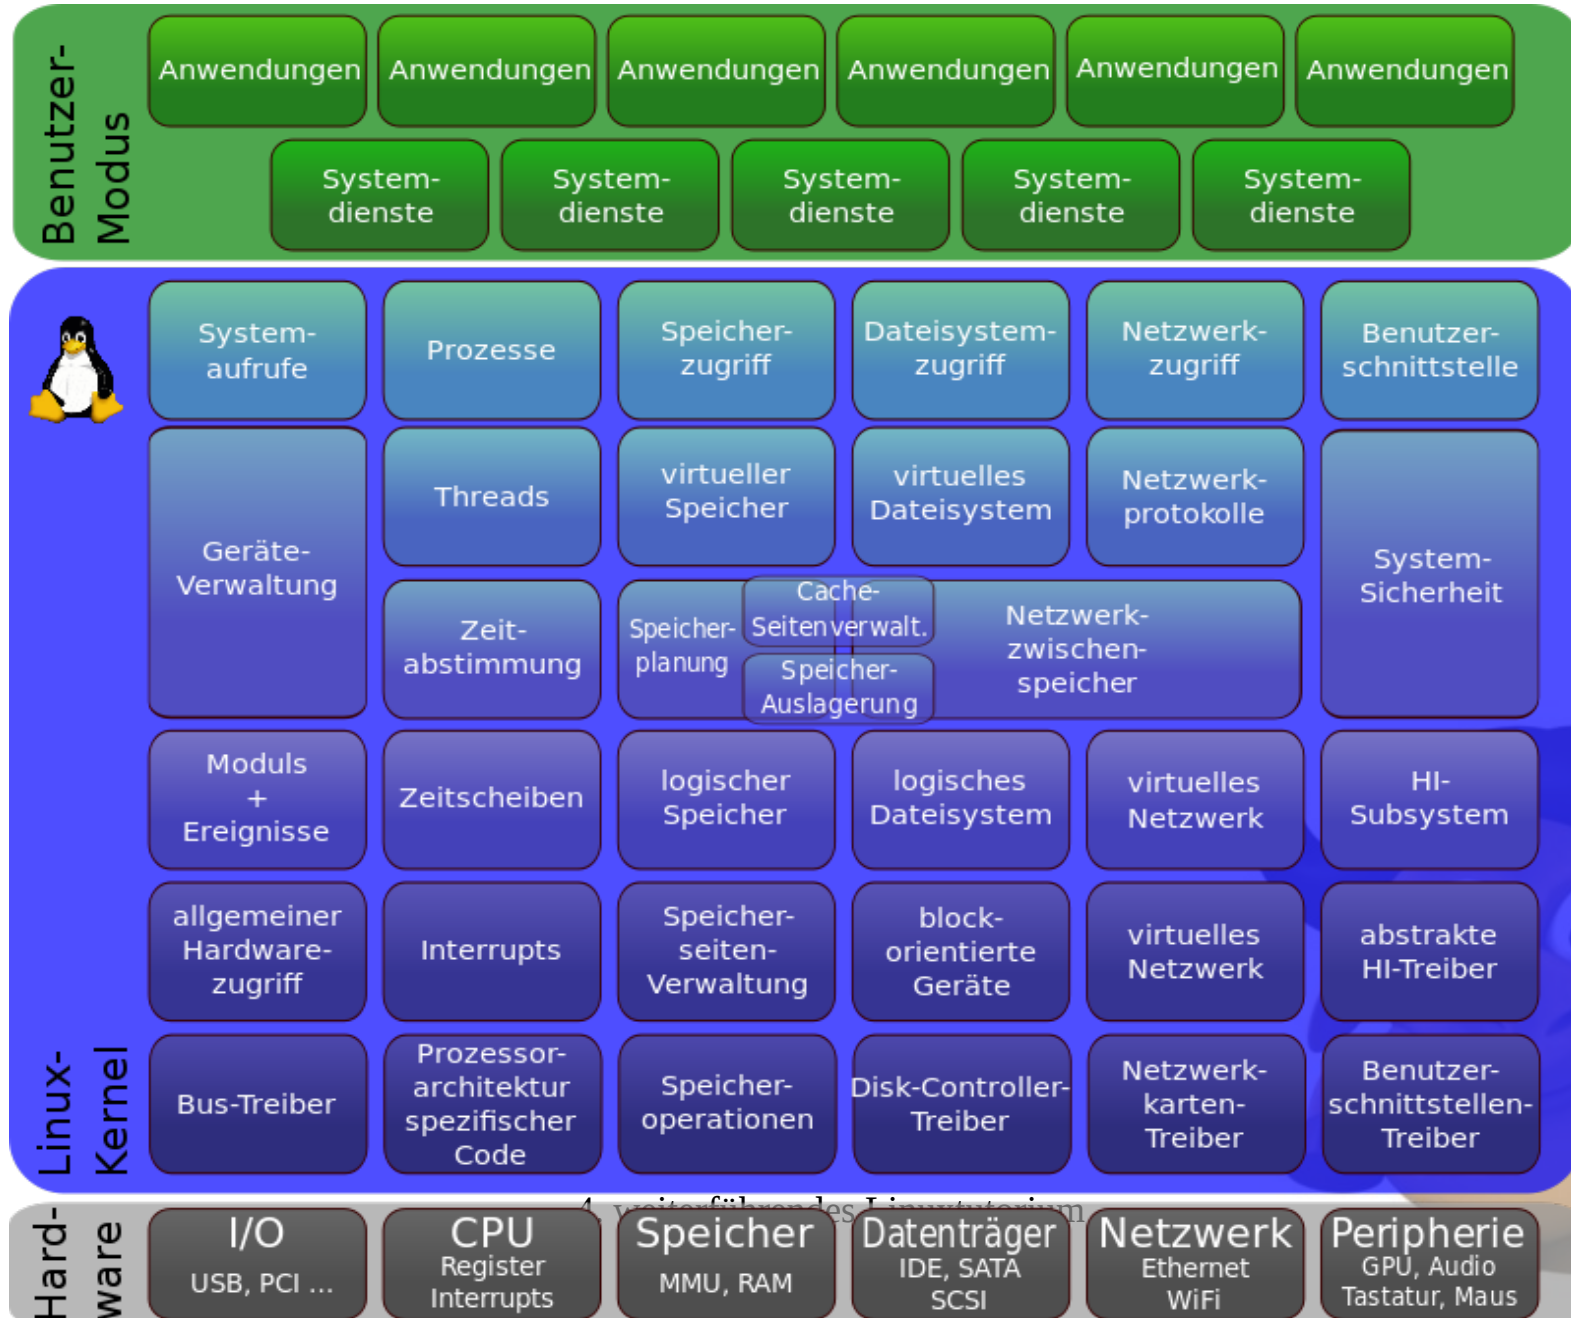 Benutzer-
Modus
Anwendungen
Anwendungen
Anwendungen
Anwendungen
Anwendungen
Anwendungen
System-
dienste
System-
dienste
System-
dienste
System-
dienste
System-
dienste
Linux-
Kernel
System-
aufrufe
Prozesse
Speicher-
zugriff
Dateisystem-
zugriff
Netzwerk-
zugriff
Benutzer-
schnittstelle
Geräte-
Verwaltung
Threads
virtueller
Speicher
virtuelles
Dateisystem
Netzwerk-
protokolle
System-
Sicherheit
Zeit-
abstimmung
Speicher-
planung
Cache-
Seitenverwalt.
Speicher-
Auslagerung
Netzwerk-
zwischen-
speicher
Moduls
+
Ereignisse
Zeitscheiben
logischer
Speicher
logisches
Dateisystem
virtuelles
Netzwerk
HI-
Subsystem
allgemeiner
Hardware-
zugriff
Interrupts
Speicher-
seiten-
Verwaltung
block-
orientierte
Geräte
virtuelles
Netzwerk
abstrakte
HI-Treiber
Bus-Treiber
Prozessor-
architektur
spezifischer
Code
Speicher-
operationen
Disk-Controller-
Treiber
Netzwerk-
karten-
Treiber
Benutzer-
schnittstellen-
Treiber
4. weiterführendes Linuxtutorium
Hard-
ware
I/O
USB, PCI ...
CPU
Register
Interrupts
Speicher
MMU, RAM
Datenträger
IDE, SATA
SCSI
Netzwerk
Ethernet
WiFi
Peripherie
GPU, Audio
Tastatur, Maus